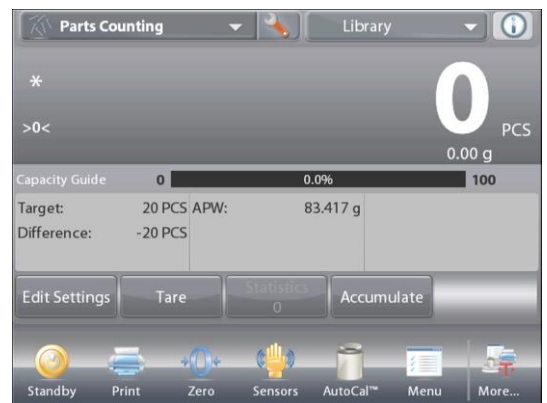 Parts Counting Library
*
0
>0< PCS
0.00 g
Capacity Guide 0 0.0% 100
Target: 20 PCS APW: 83.417 g
Difference: -20 PCS
Edit Settings Tare Statistics 0 Accumulate
Standby Print Zero Sensors AutoCal™ Menu More...